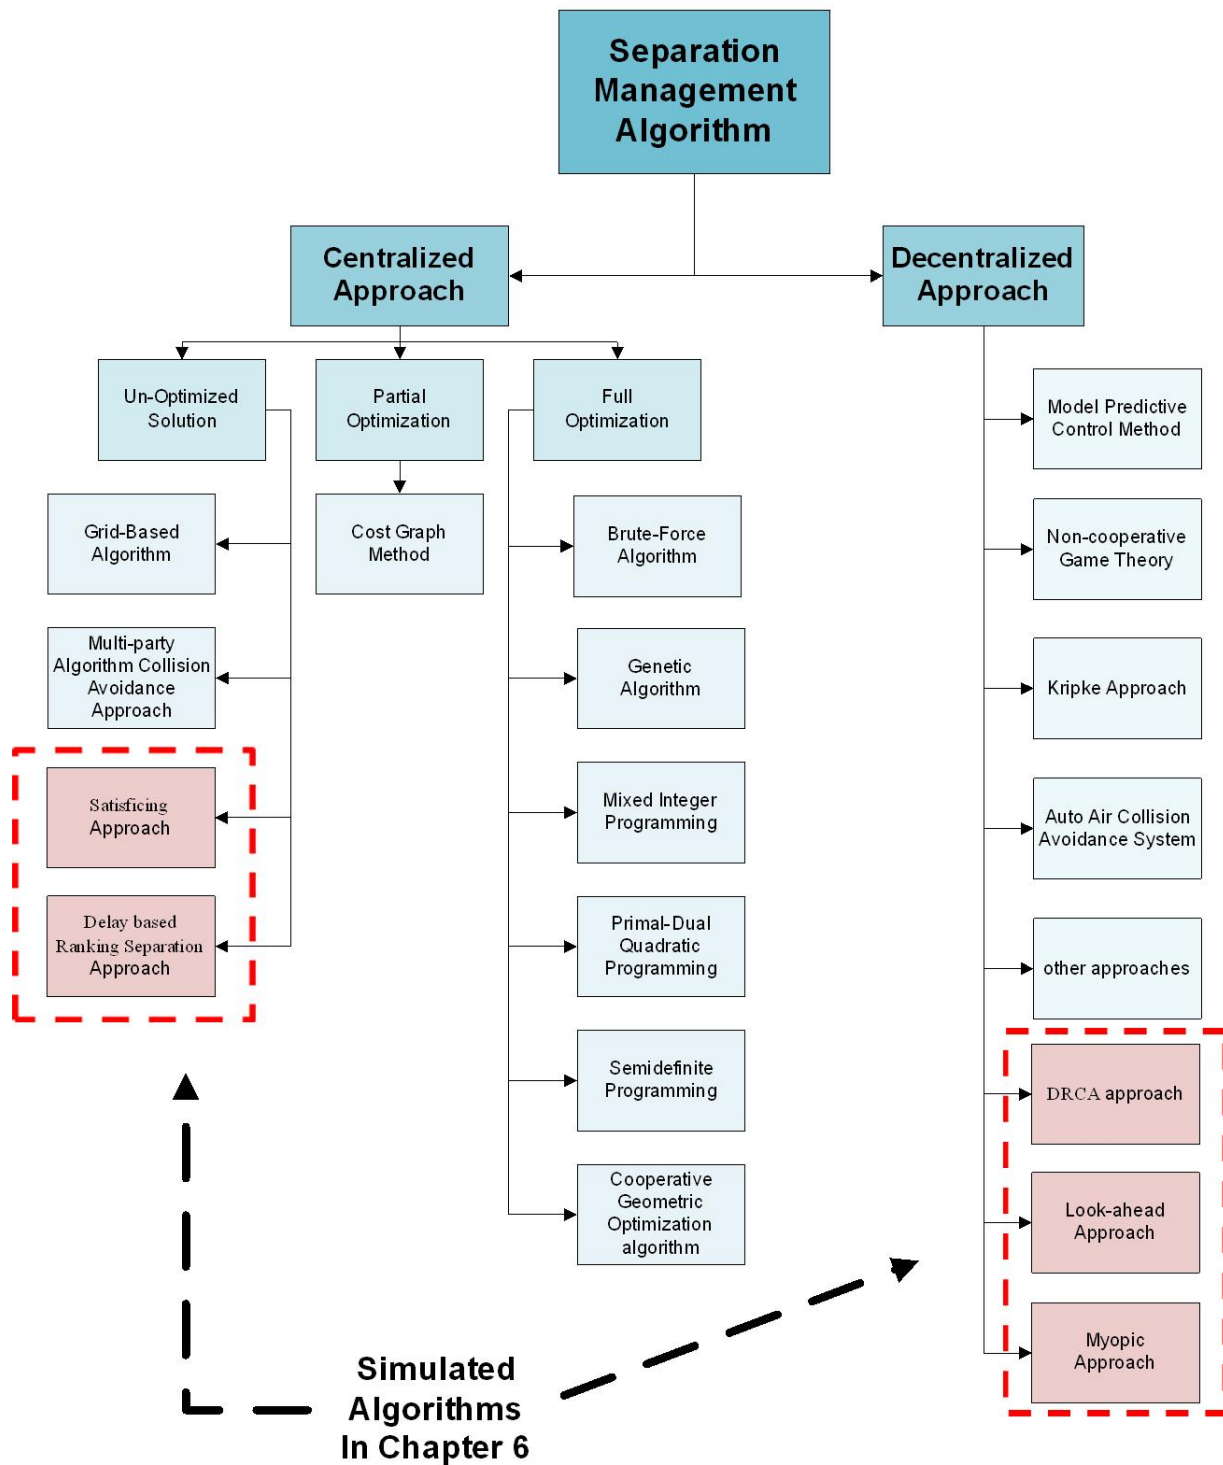 Separation
Management
Algorithm
Centralized
Approach
Decentralized
Approach
Un-Optimized
Solution
Partial
Optimization
Full
Optimization
Grid-Based
Algorithm
Multi-party
Algorithm Collision
Avoidance
Approach
Satisficing
Approach
Delay based
Ranking Separation
Approach
Cost Graph
Method
Brute-Force
Algorithm
Genetic
Algorithm
Mixed Integer
Programming
Primal-Dual
Quadratic
Programming
Semidefinite
Programming
Cooperative
Geometric
Optimization
algorithm
Model Predictive
Control Method
Non-cooperative
Game Theory
Kripke Approach
Auto Air Collision
Avoidance System
other approaches
DRCA approach
Look-ahead
Approach
Myopic
Approach
Simulated
Algorithms
In Chapter 6